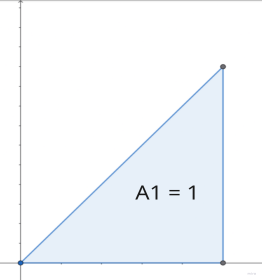 A1 = 1